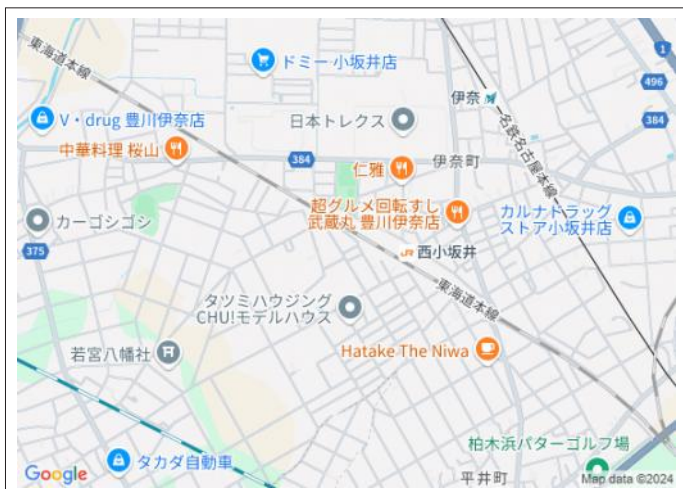 東海道本線
ドミー 小坂井店
1
496
伊奈
384
V・drug 豊川伊奈店
日本トレクス
名鉄名古屋本線
中華料理 桜山
384
伊奈町
仁雅
超グルメ回転すし
武蔵丸 豊川伊奈店
カルナドラッグ
ストア小坂井店
カーゴシゴシ
375
JR 西小坂井
東海道本線
タツミハウジング
CHU!モデルハウス
若宮八幡社
Hatake The Niwa
柏木浜パターゴルフ場
タカダ自動車
平井町
Google
Map data ©2024